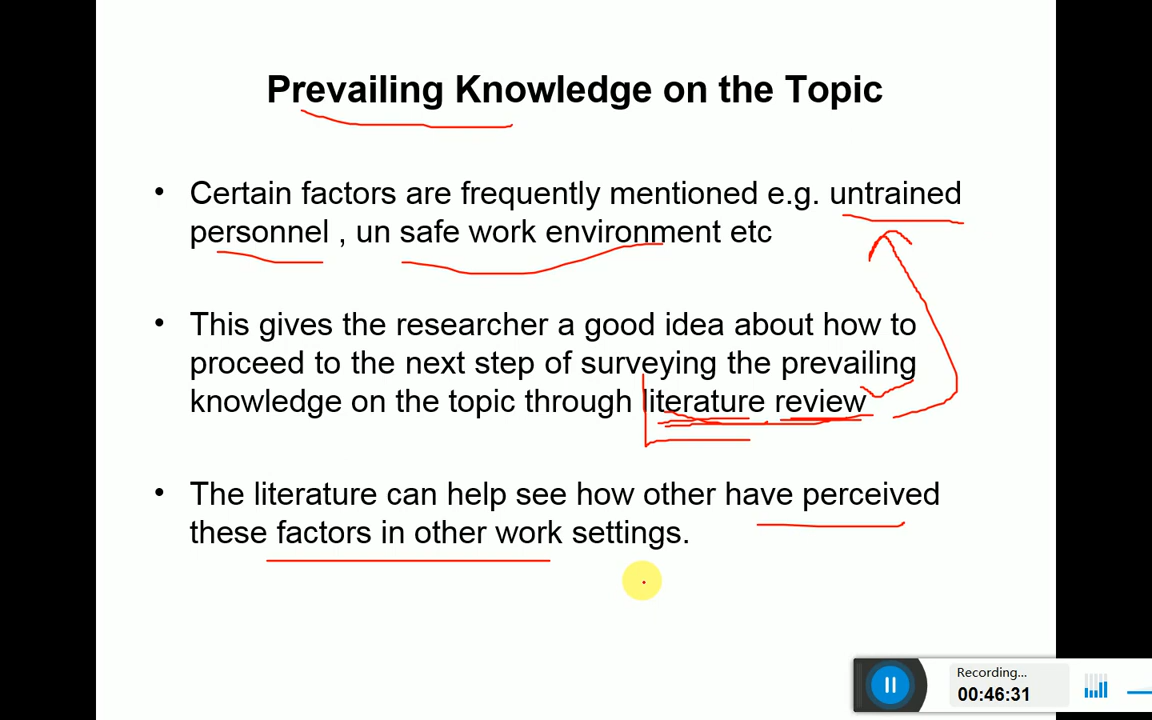 Prevailing Knowledge on the Topic
• Certain factors are frequently mentioned e.g. untrained
personnel , un safe work environment etc
• This gives the researcher a good idea about how to
proceed to the next step of surveying the prevailing
knowledge on the topic through literature review
• The literature can help see how other have perceived
these factors in other work settings.
Recording...
00:46:31